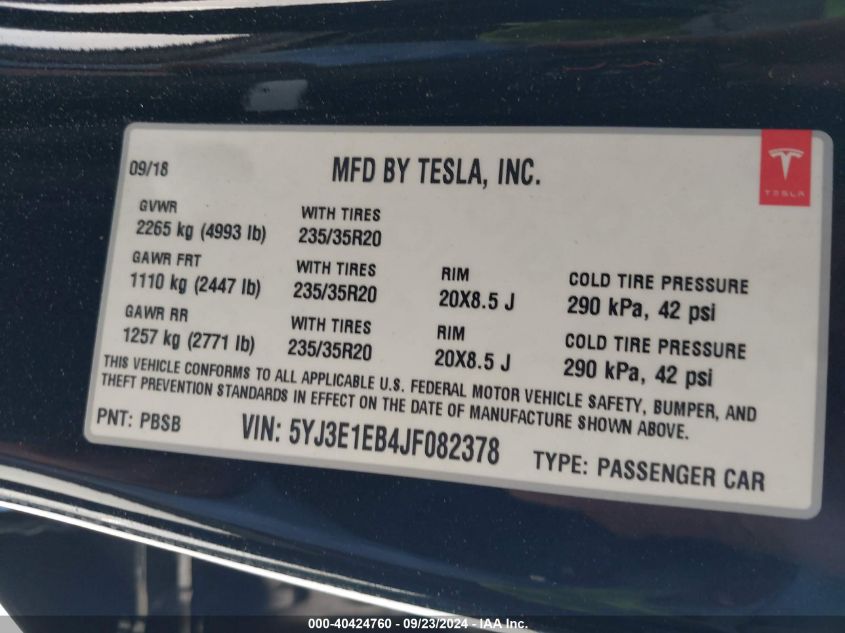 09/18
MFD BY TESLA, INC.
TESLA
GVWR
2265 kg (4993 lb)
WITH TIRES
235/35R20
GAWR FRT
1110 kg (2447 lb)
WITH TIRES
235/35R20
RIM
20X8.5 J
COLD TIRE PRESSURE
290 kPa, 42 psi
GAWR RR
1257 kg (2771 lb)
WITH TIRES
235/35R20
RIM
20X8.5 J
COLD TIRE PRESSURE
290 kPa, 42 psi
THIS VEHICLE CONFORMS TO ALL APPLICABLE U.S. FEDERAL MOTOR VEHICLE SAFETY, BUMPER, AND
THEFT PREVENTION STANDARDS IN EFFECT ON THE DATE OF MANUFACTURE SHOWN ABOVE.
PNT: PBSB
VIN: 5YJ3E1EB4JF082378
TYPE: PASSENGER CAR
000-40424760 - 09/23/2024 - IAA Inc.